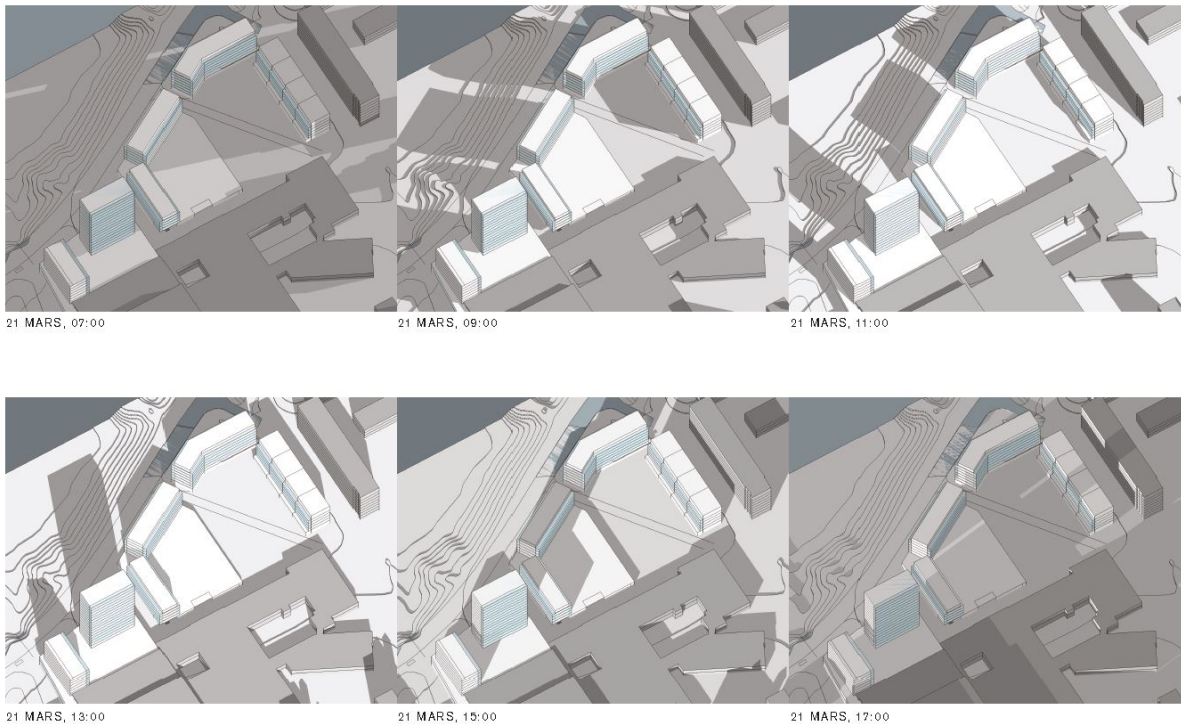 21 MARS, 07:00
21 MARS, 09:00
21 MARS, 11:00
21 MARS, 13:00
21 MARS, 15:00
21 MARS, 17:00